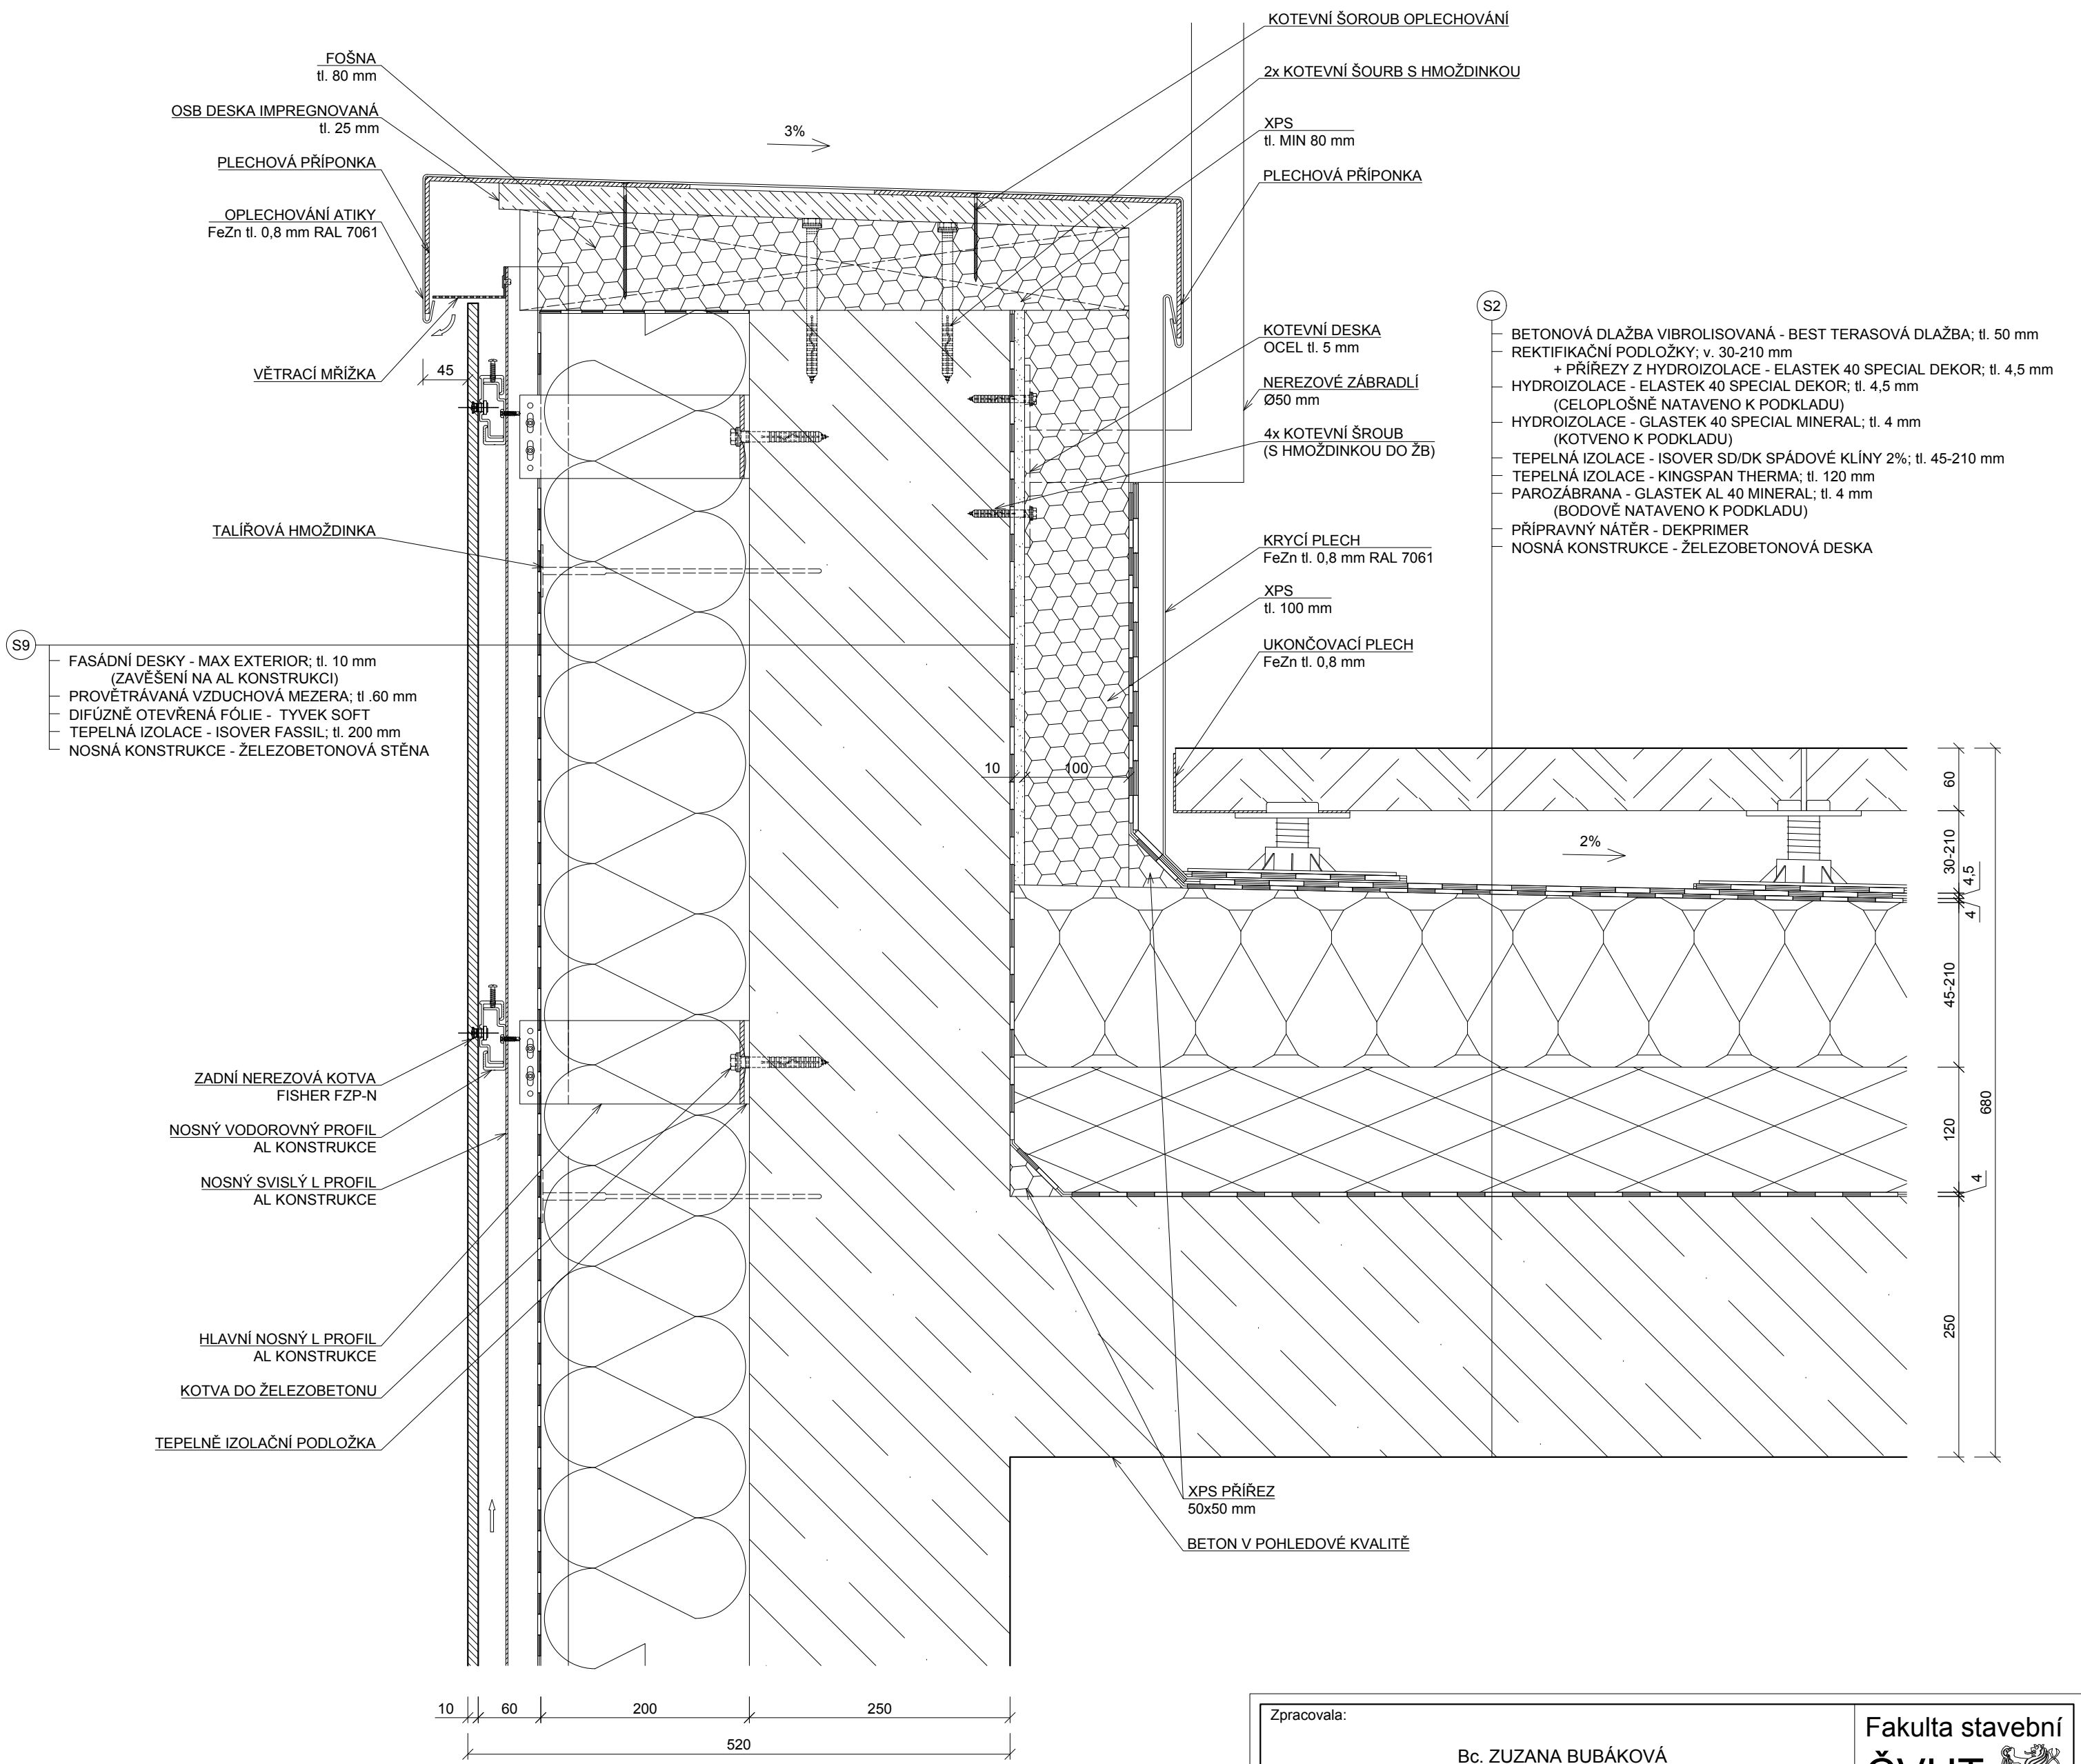 KOTEVNÍ ŠOROUB OPLECHOVÁNÍ
FOŠNA
tl. 80 mm
2x KOTEVNÍ ŠOURB S HMOŽDINKOU
OSB DESKA IMPREGNOVANÁ
tl. 25 mm
3%
XPS
tl. MIN 80 mm
PLECHOVÁ PŘÍPONKA
PLECHOVÁ PŘÍPONKA
OPLECHOVÁNÍ ATIKY
FeZn tl. 0,8 mm RAL 7061
VĚTRACÍ MŘÍŽKA
45
KOTEVNÍ DESKA
OCEL tl. 5 mm
NEREZOVÉ ZÁBRADLÍ
Ø50 mm
4x KOTEVNÍ ŠROUB
(S HMOŽDINKOU DO ŽB)
S2
BETONOVÁ DLAŽBA VIBROLISOVANÁ - BEST TERASOVÁ DLAŽBA; tl. 50 mm
REKTIFIKAČNÍ PODLOŽKY; v. 30-210 mm
+ PŘÍŘEZY Z HYDROIZOLACE - ELASTEK 40 SPECIAL DEKOR; tl. 4,5 mm
HYDROIZOLACE - ELASTEK 40 SPECIAL DEKOR; tl. 4,5 mm
(CELOPLOŠNĚ NATAVENO K PODKLADU)
HYDROIZOLACE - GLASTEK 40 SPECIAL MINERAL; tl. 4 mm
(KOTVENO K PODKLADU)
TEPELNÁ IZOLACE - ISOVER SD/DK SPÁDOVÉ KLÍNY 2%; tl. 45-210 mm
TEPELNÁ IZOLACE - KINGSPAN THERMA; tl. 120 mm
PAROZÁBRANA - GLASTEK AL 40 MINERAL; tl. 4 mm
(BODOVĚ NATAVENO K PODKLADU)
PŘÍPRAVNÝ NÁTĚR - DEKPRIMER
NOSNÁ KONSTRUKCE - ŽELEZOBETONOVÁ DESKA
TALÍŘOVÁ HMOŽDINKA
KRYCÍ PLECH
FeZn tl. 0,8 mm RAL 7061
XPS
tl. 100 mm
UKONČOVACÍ PLECH
FeZn tl. 0,8 mm
S9
FASÁDNÍ DESKY - MAX EXTERIOR; tl. 10 mm
(ZAVĚŠENÍ NA AL KONSTRUKCI)
PROVĚTRÁVANÁ VZDUCHOVÁ MEZERA; tl .60 mm
DIFÚZNĚ OTEVŘENÁ FÓLIE - TYVEK SOFT
TEPELNÁ IZOLACE - ISOVER FASSIL; tl. 200 mm
NOSNÁ KONSTRUKCE - ŽELEZOBETONOVÁ STĚNA
10
100
60
30-210
4,5
4
45-210
120
4
250
680
2%
ZADNÍ NEREZOVÁ KOTVA
FISHER FZP-N
NOSNÝ VODOROVNÝ PROFIL
AL KONSTRUKCE
NOSNÝ SVISLÝ L PROFIL
AL KONSTRUKCE
HLAVNÍ NOSNÝ L PROFIL
AL KONSTRUKCE
KOTVA DO ŽELEZOBETONU
TEPELNĚ IZOLAČNÍ PODLOŽKA
XPS PŘÍŘEZ
50x50 mm
BETON V POHLEDOVÉ KVALITĚ
10
60
200
250
520
Zpracovala:
Bc. ZUZANA BUBÁKOVÁ
Fakulta stavební
ČVUT